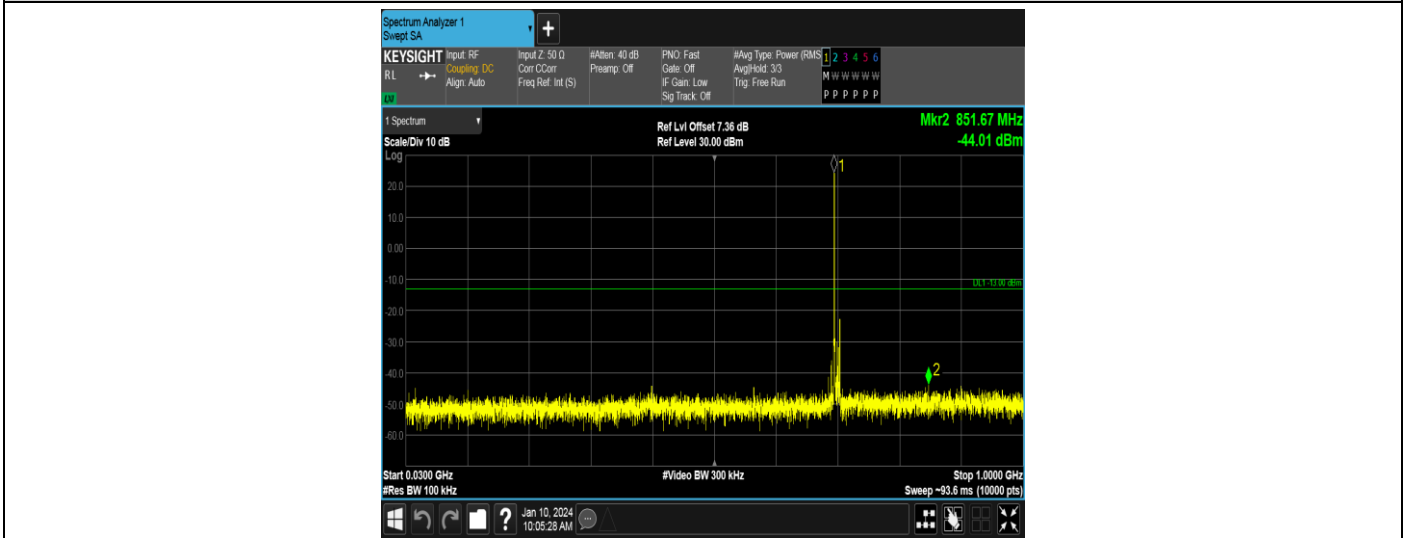 Spectrum Analyzer 1
Swept SA
+
KEYSIGHT
RL
LXI
Input: RF
Coupling: DC
Align: Auto
Input Z: 50 Ω
Corr CCorr
Freq Ref: Int (S)
#Atten: 40 dB
Preamp: Off
PNO: Fast
Gate: Off
IF Gain: Low
Sig Track: Off
#Avg Type: Power (RMS
Avg|Hold: 3/3
Trig: Free Run
1 2 3 4 5 6
M W W W W W
P P P P P P
1 Spectrum
Scale/Div 10 dB
Ref Lvl Offset 7.36 dB
Ref Level 30.00 dBm
Mkr2 851.67 MHz
-44.01 dBm
Log
1
20.0
10.0
0.00
-10.0
DL1 -13.00 dBm
-20.0
-30.0
-40.0
2
-50.0
-60.0
Start 0.0300 GHz
#Video BW 300 kHz
Stop 1.0000 GHz
#Res BW 100 kHz
Sweep ~93.6 ms (10000 pts)
?
Jan 10, 2024
10:05:28 AM